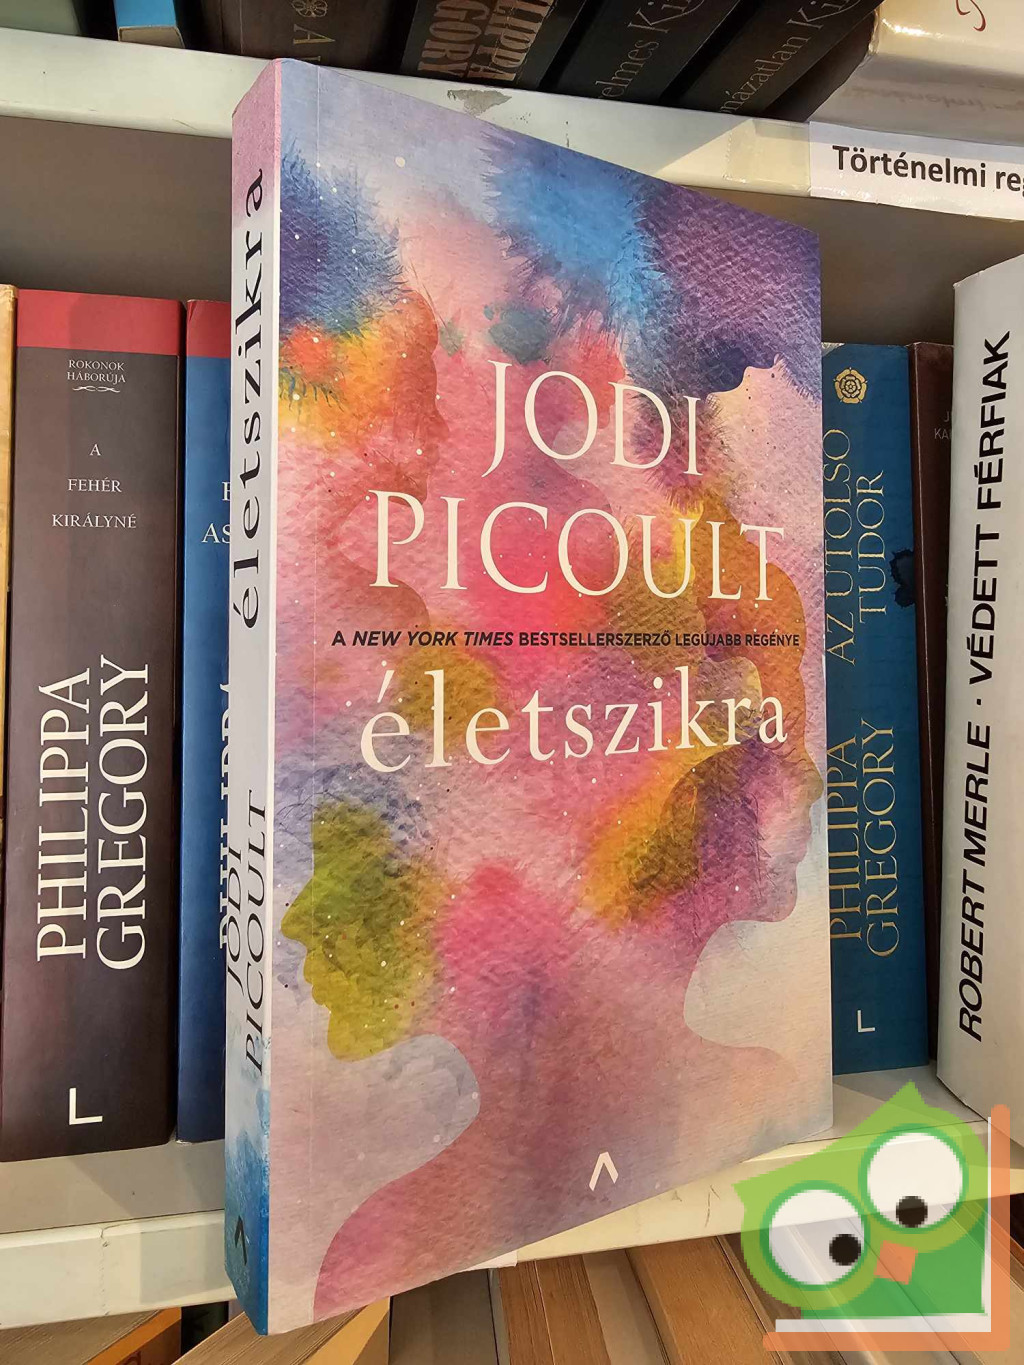 Történelmi reg
életszikra
JODI
PICOULT
JODI
PICOULT
A NEW YORK TIMES BESTSELLERSZERZŐ LEGÚJABB REGÉNYE
életszikra
ROKONOK
HÁBORÚJA
A
FEHÉR
KIRÁLYNÉ
PHILIPPA
GREGORY
AZ UTOLSÓ
TUDOR
PHILIPPA
GREGORY
ROBERT MERLE · VÉDETT FÉRFIAK